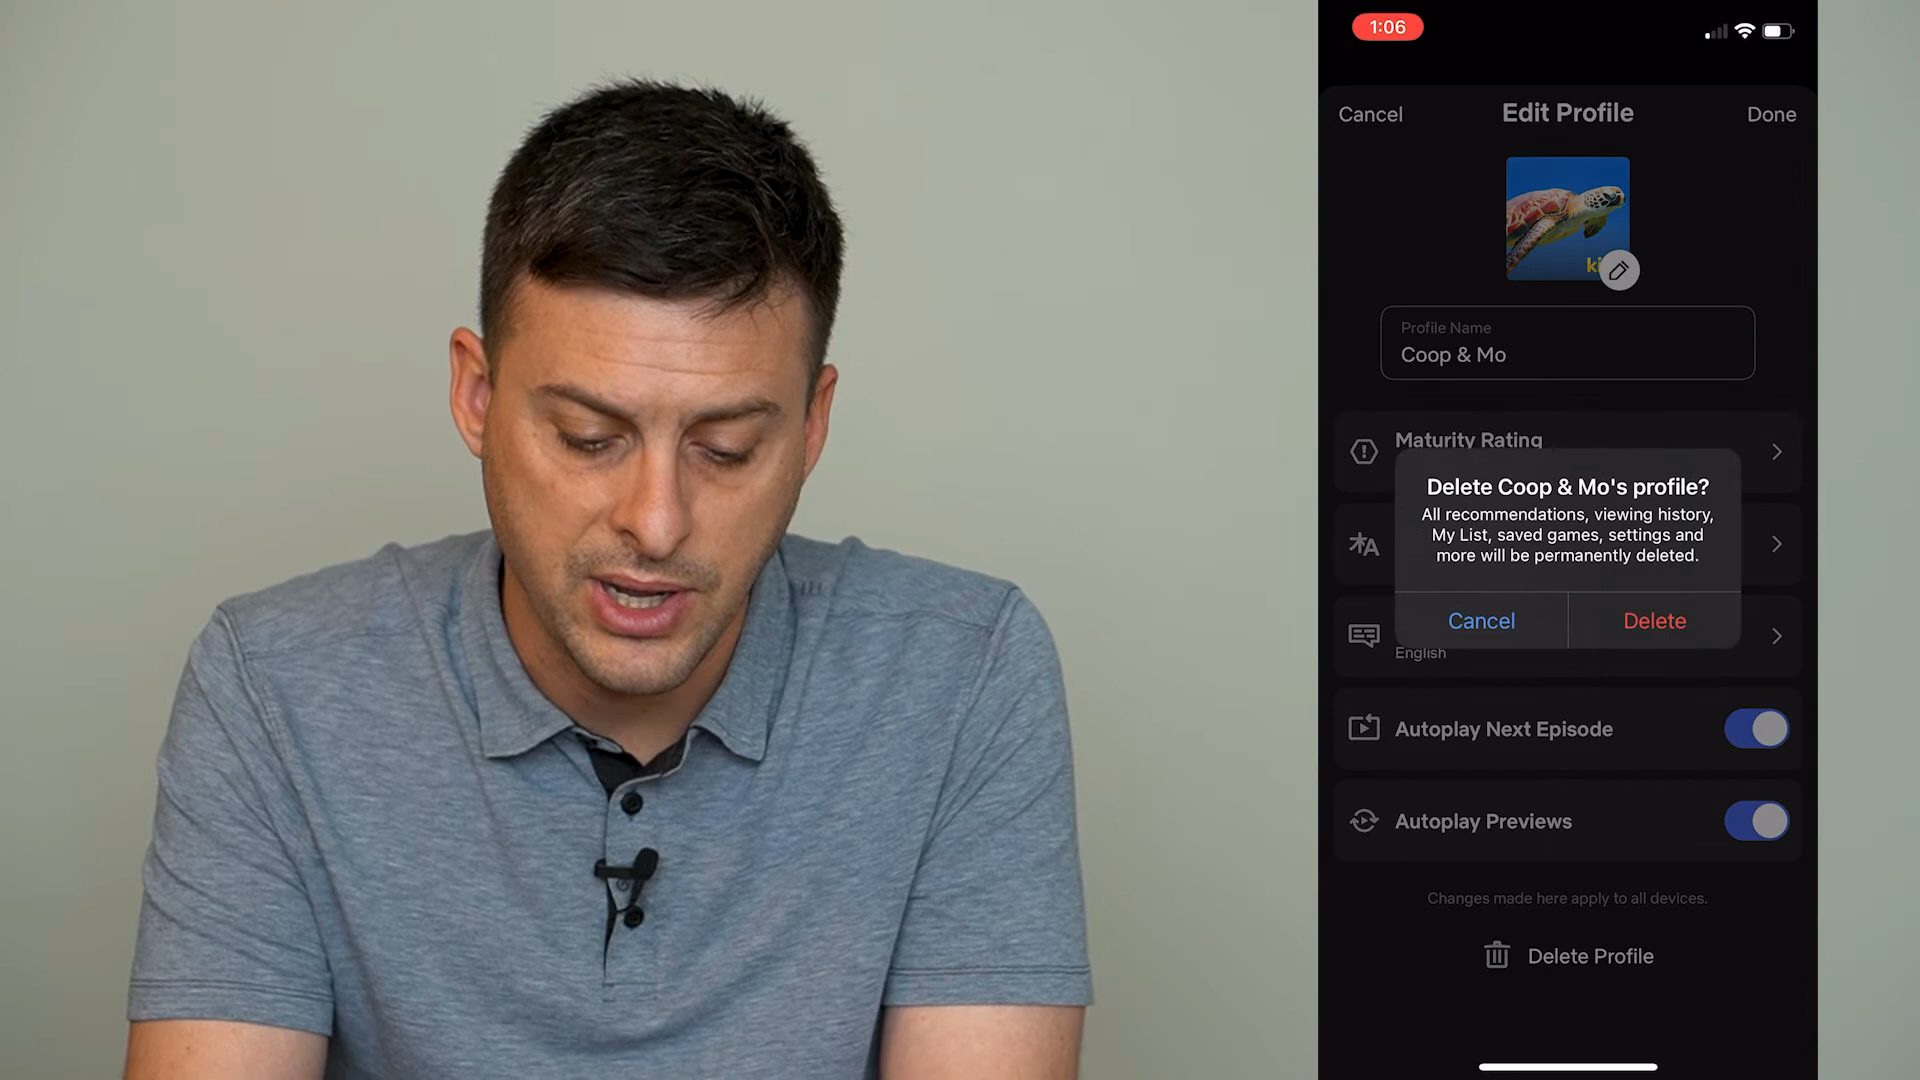 1:06
Cancel
Edit Profile
Done
Profile Name
Coop & Mo
Maturity Rating
Delete Coop & Mo's profile?
All recommendations, viewing history,
My List, saved games, settings and
more will be permanently deleted.
Cancel
Delete
English
Autoplay Next Episode
Autoplay Previews
Changes made here apply to all devices.
Delete Profile